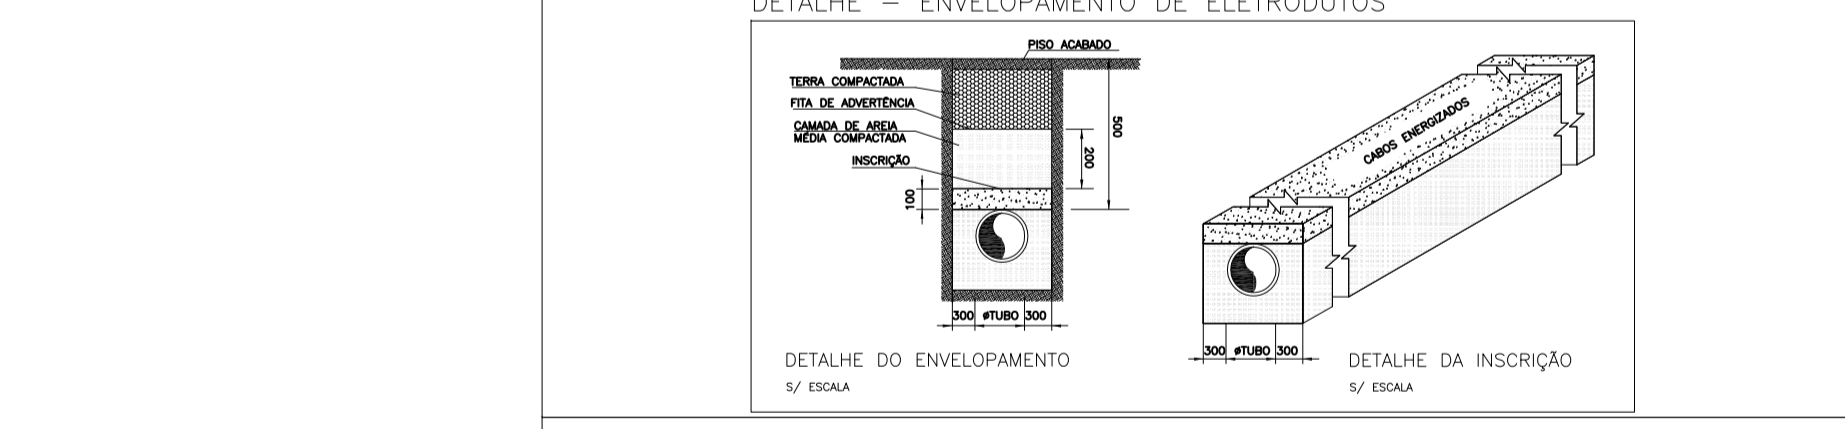 DETALHE - ENVELOPAMENTO DE ELETRODUTOS
PISO ACABADO
TERRA COMPACTADA
FITA DE ADVERTÊNCIA
CAMADA DE AREIA
MÉDIA COMPACTADA
INSCRIÇÃO
500
200
100
300 øTUBO 300
DETALHE DO ENVELOPAMENTO
S/ ESCALA
CABOS ENERGIZADOS
300 øTUBO 300
DETALHE DA INSCRIÇÃO
S/ ESCALA